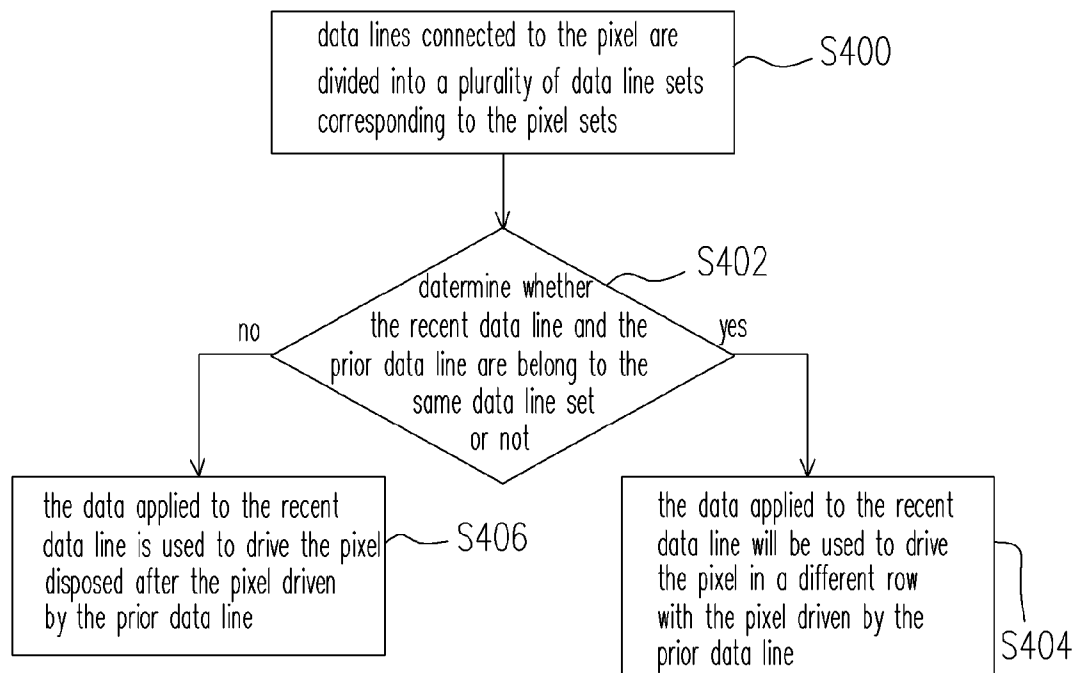 data lines connected to the pixel are
divided into a plurality of data line sets
corresponding to the pixel sets
S400
S402
datermine whether
the recent data line and the
prior data line are belong to the
same data line set
or not
no
yes
the data applied to the recent
data line is used to drive the pixel
disposed after the pixel driven
by the prior data line
S406
the data applied to the recent
data line will be used to drive
the pixel in a different row
with the pixel driven by the
prior data line
S404